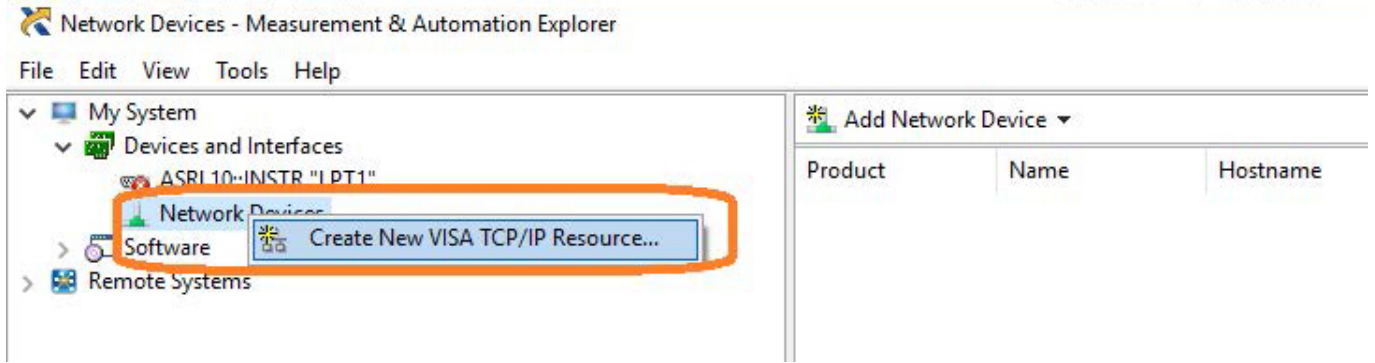 Network Devices - Measurement & Automation Explorer
File Edit View Tools Help
My System
Devices and Interfaces
ASRL10::INSTR "LPT1"
Network Devices
Create New VISA TCP/IP Resource...
Software
Remote Systems
Add Network Device
Product Name Hostname